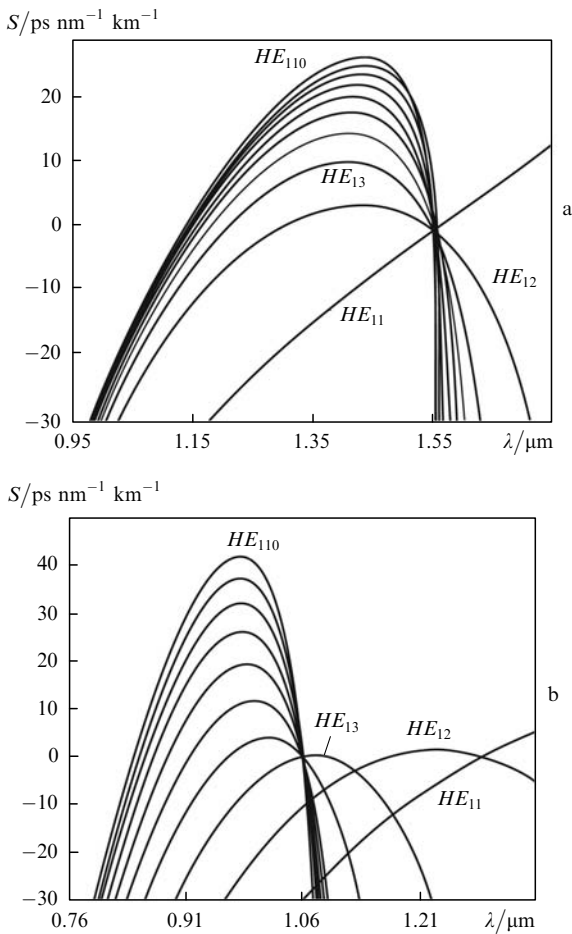 S/ps nm⁻¹ km⁻¹
HE₁₁₀
20
10
HE₁₃
0
a
HE₁₂
−10
HE₁₁
−20
−30
0.95 1.15 1.35 1.55 λ/μm
S/ps nm⁻¹ km⁻¹
HE₁₁₀
40
30
20
b
10
HE₁₃
HE₁₂
0
HE₁₁
−10
−20
−30
0.76 0.91 1.06 1.21 λ/μm